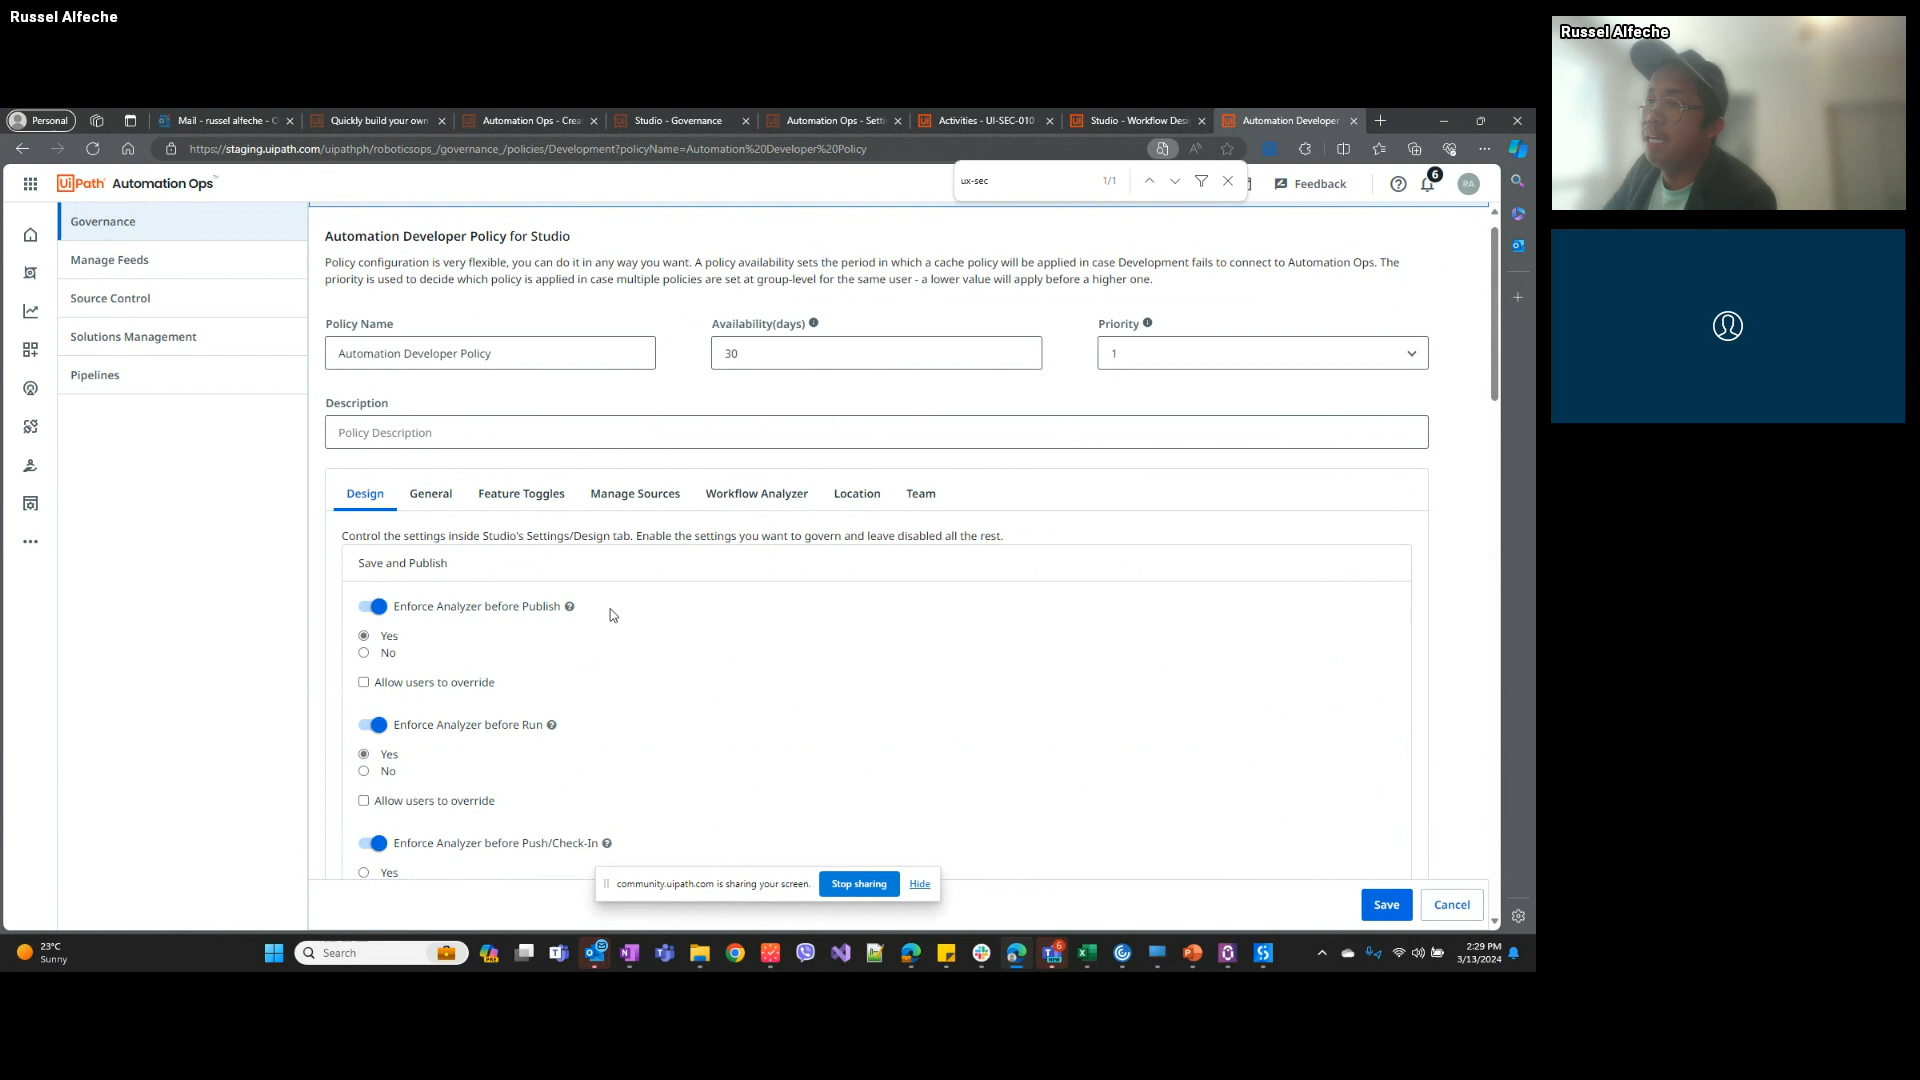 Russel Alfeche
Russel Alfeche
Personal
Mail - russel alfeche - O
Quickly build your own
Automation Ops - Crea
Studio - Governance
Automation Ops - Setti
Activities - UI-SEC-010
Studio - Workflow Desi
Automation Developer
https://staging.uipath.com/uipathph/roboticsops_/governance_/policies/Development?policyName=Automation%20Developer%20Policy
ux-sec
1/1
UiPath Automation Ops™
Feedback
6
RA
Governance
Manage Feeds
Source Control
Solutions Management
Pipelines
Automation Developer Policy for Studio
Policy configuration is very flexible, you can do it in any way you want. A policy availability sets the period in which a cache policy will be applied in case Development fails to connect to Automation Ops. The
priority is used to decide which policy is applied in case multiple policies are set at group-level for the same user - a lower value will apply before a higher one.
Policy Name
Availability(days)
Priority
Automation Developer Policy
30
1
Description
Policy Description
Design
General
Feature Toggles
Manage Sources
Workflow Analyzer
Location
Team
Control the settings inside Studio's Settings/Design tab. Enable the settings you want to govern and leave disabled all the rest.
Save and Publish
Enforce Analyzer before Publish
Yes
No
Allow users to override
Enforce Analyzer before Run
Yes
No
Allow users to override
Enforce Analyzer before Push/Check-In
Yes
community.uipath.com is sharing your screen.
Stop sharing
Hide
Save
Cancel
23°C
Sunny
Search
2:29 PM
3/13/2024